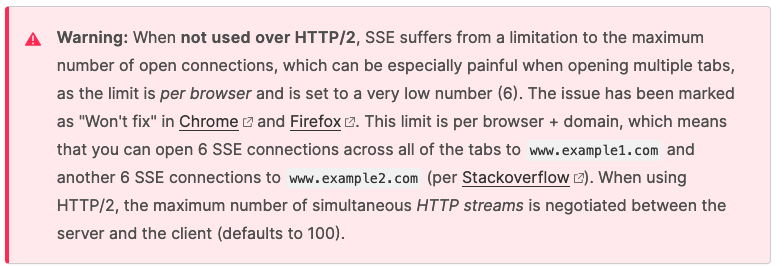 Warning: When not used over HTTP/2, SSE suffers from a limitation to the maximum
number of open connections, which can be especially painful when opening multiple tabs,
as the limit is per browser and is set to a very low number (6). The issue has been marked
as "Won't fix" in Chrome and Firefox. This limit is per browser + domain, which means
that you can open 6 SSE connections across all of the tabs to www.example1.com and
another 6 SSE connections to www.example2.com (per Stackoverflow). When using
HTTP/2, the maximum number of simultaneous HTTP streams is negotiated between the
server and the client (defaults to 100).